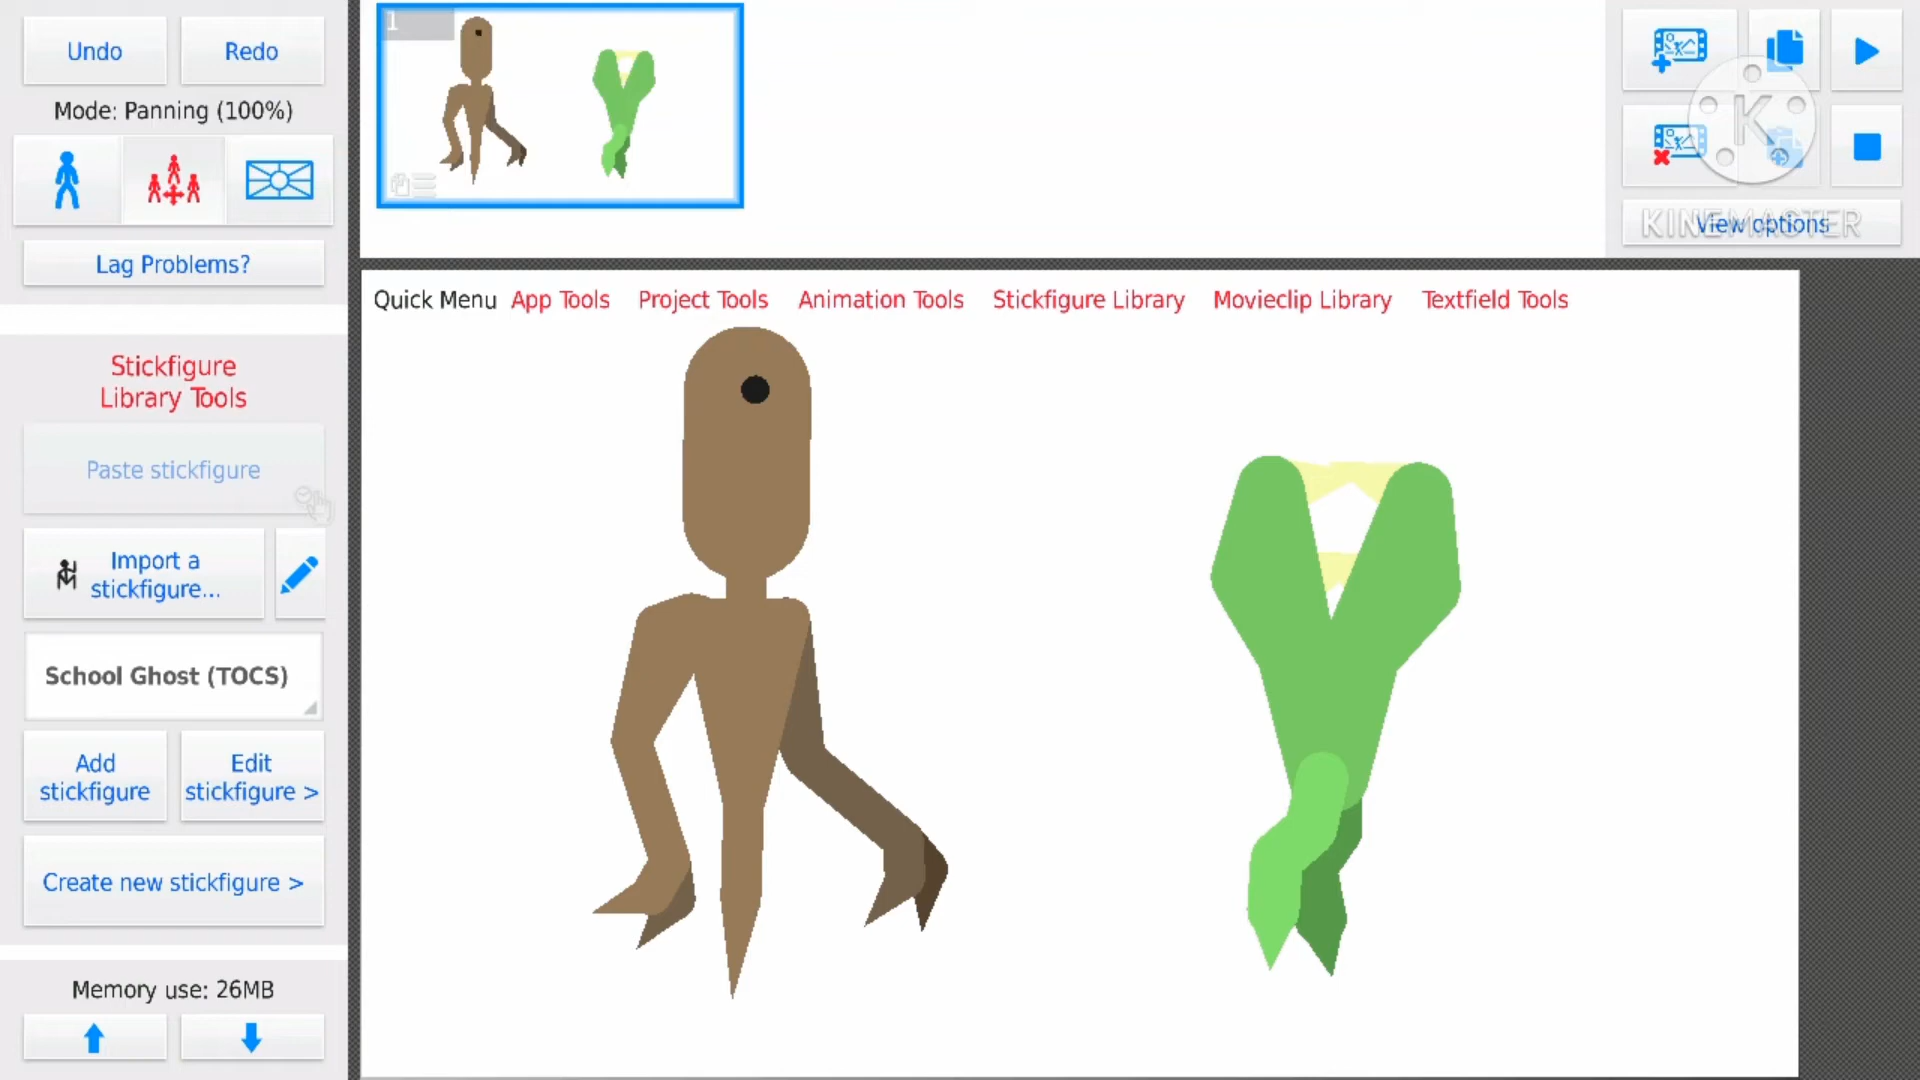 Undo
Redo
Mode: Panning (100%)
Lag Problems?
Stickfigure
Library Tools
Paste stickfigure
Import a
stickfigure...
School Ghost (TOCS)
Add
stickfigure
Edit
stickfigure >
Create new stickfigure >
Memory use: 26MB
1
K
KINEMASTER
View options
Quick Menu App Tools Project Tools Animation Tools Stickfigure Library Movieclip Library Textfield Tools